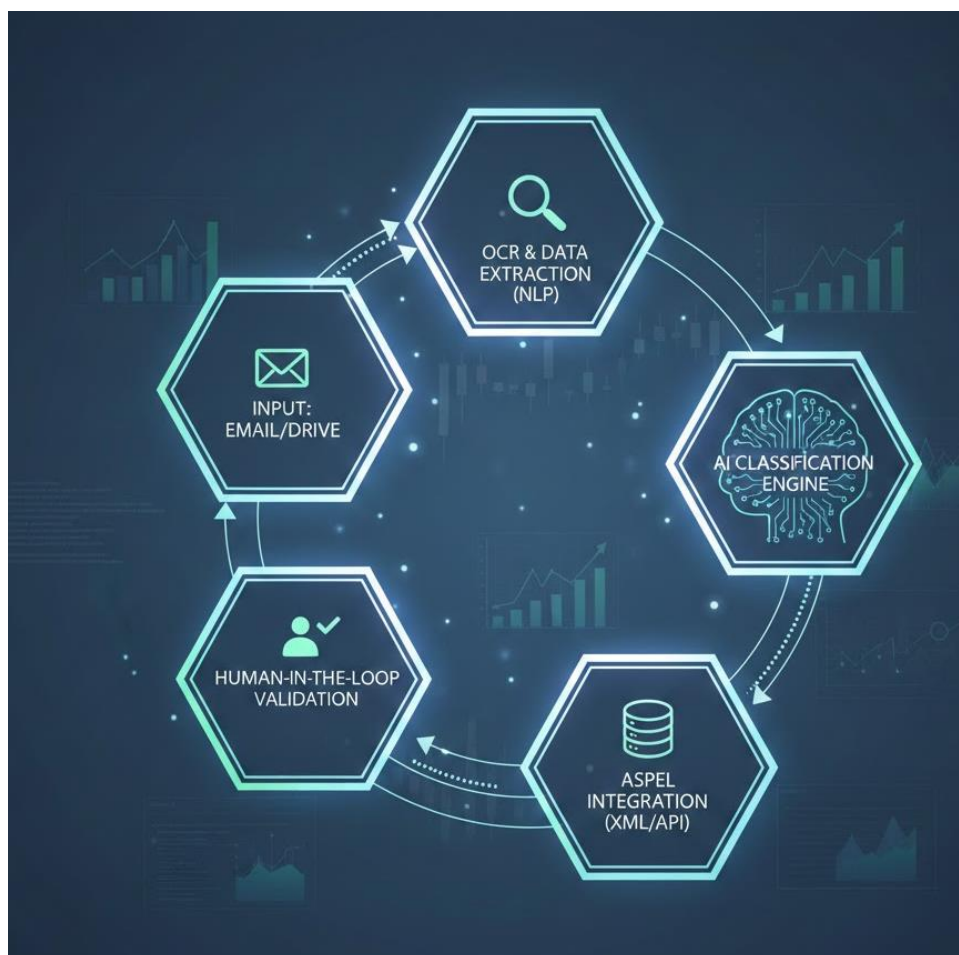 OCR & DATA
EXTRACTION
(NLP)
INPUT:
EMAIL/DRIVE
AI CLASSIFICATION
ENGINE
HUMAN-IN-THE-LOOP
VALIDATION
ASPEL
INTEGRATION
(XML/API)